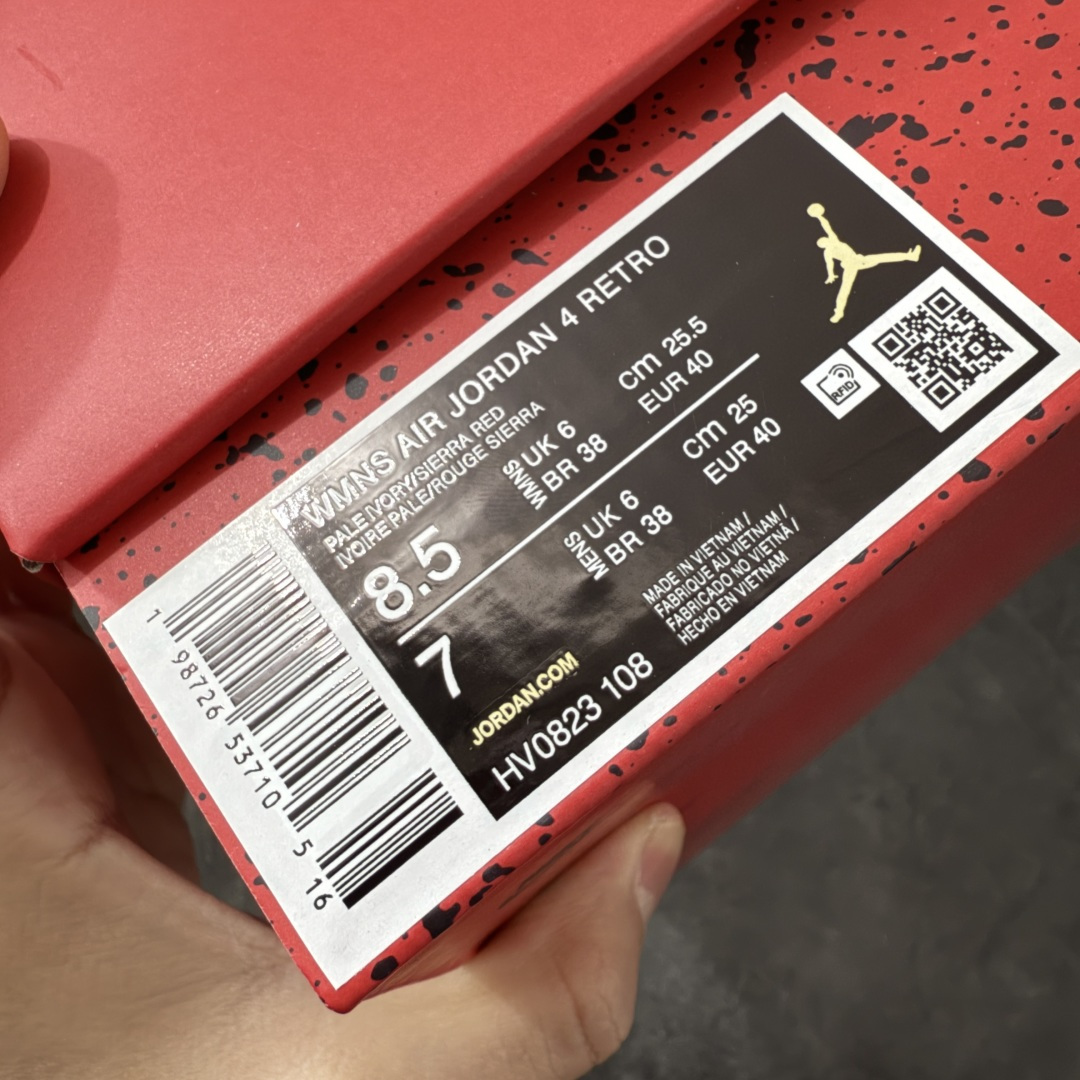 WMNS AIR JORDAN 4 RETRO
PALE IVORY/SIERRA RED
IVOIRE PALE/ROUGE SIERRA
8.5
WMNS
UK 6
BR 38
cm 25.5
EUR 40
7
MENS
UK 6
BR 38
cm 25
EUR 40
RFID
JORDAN.COM
HV0823 108
MADE IN VIETNAM /
FABRIQUE AU VIETNAM /
FABRICADO NO VIETNÃ /
HECHO EN VIETNAM
1 98726 53710 5 16